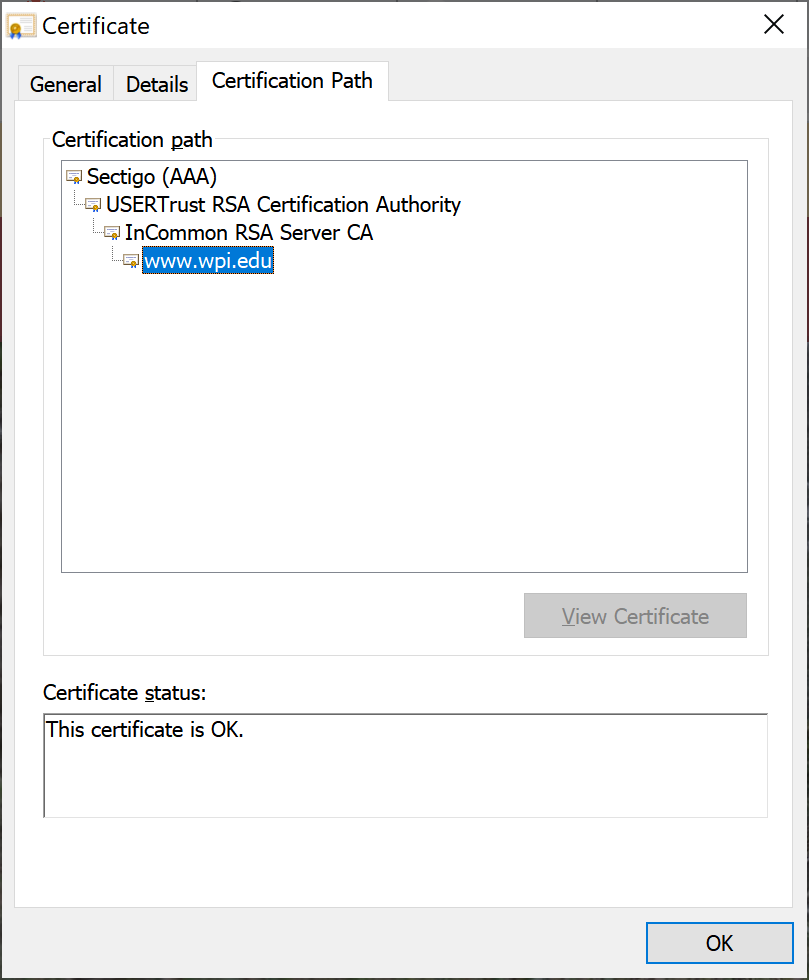 Certificate
General Details Certification Path
Certification path
Sectigo (AAA)
USERTrust RSA Certification Authority
InCommon RSA Server CA
www.wpi.edu
View Certificate
Certificate status:
This certificate is OK.
OK